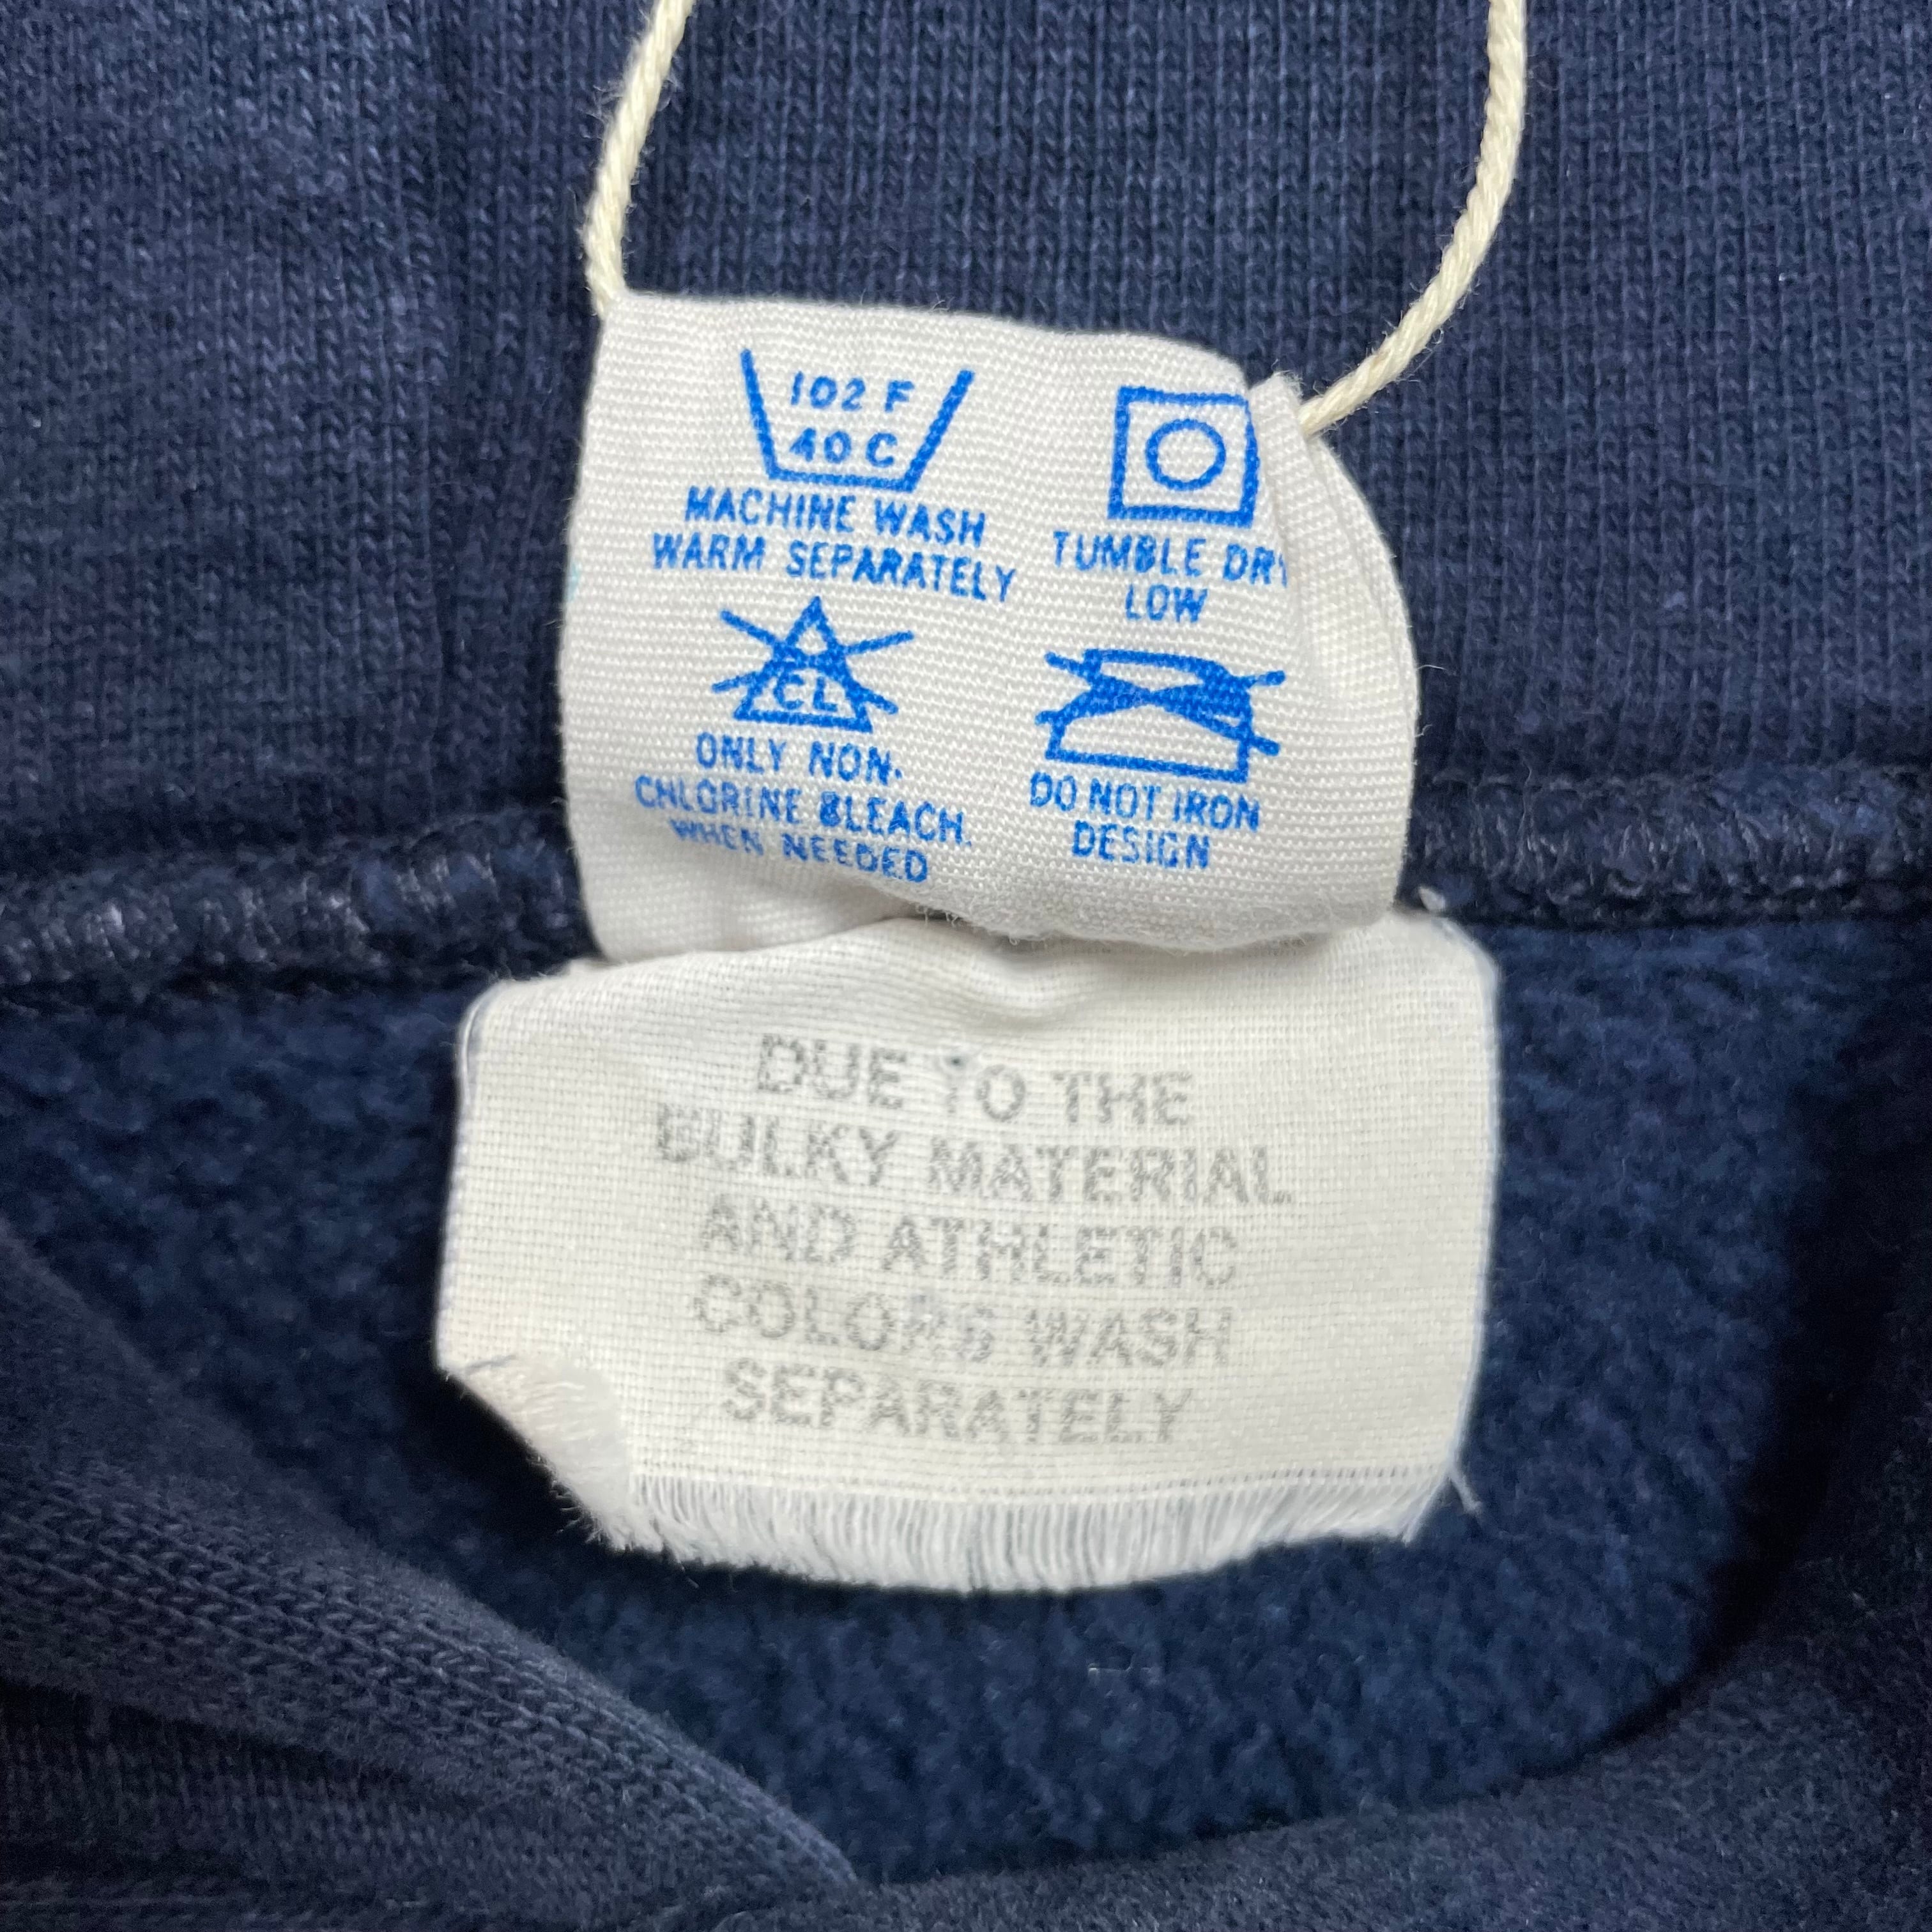 102 F
40 C
MACHINE WASH
WARM SEPARATELY
TUMBLE DRY
LOW
CL
ONLY NON-
CHLORINE BLEACH.
WHEN NEEDED
DO NOT IRON
DESIGN
DUE TO THE
BULKY MATERIAL
AND ATHLETIC
COLORS WASH
SEPARATELY